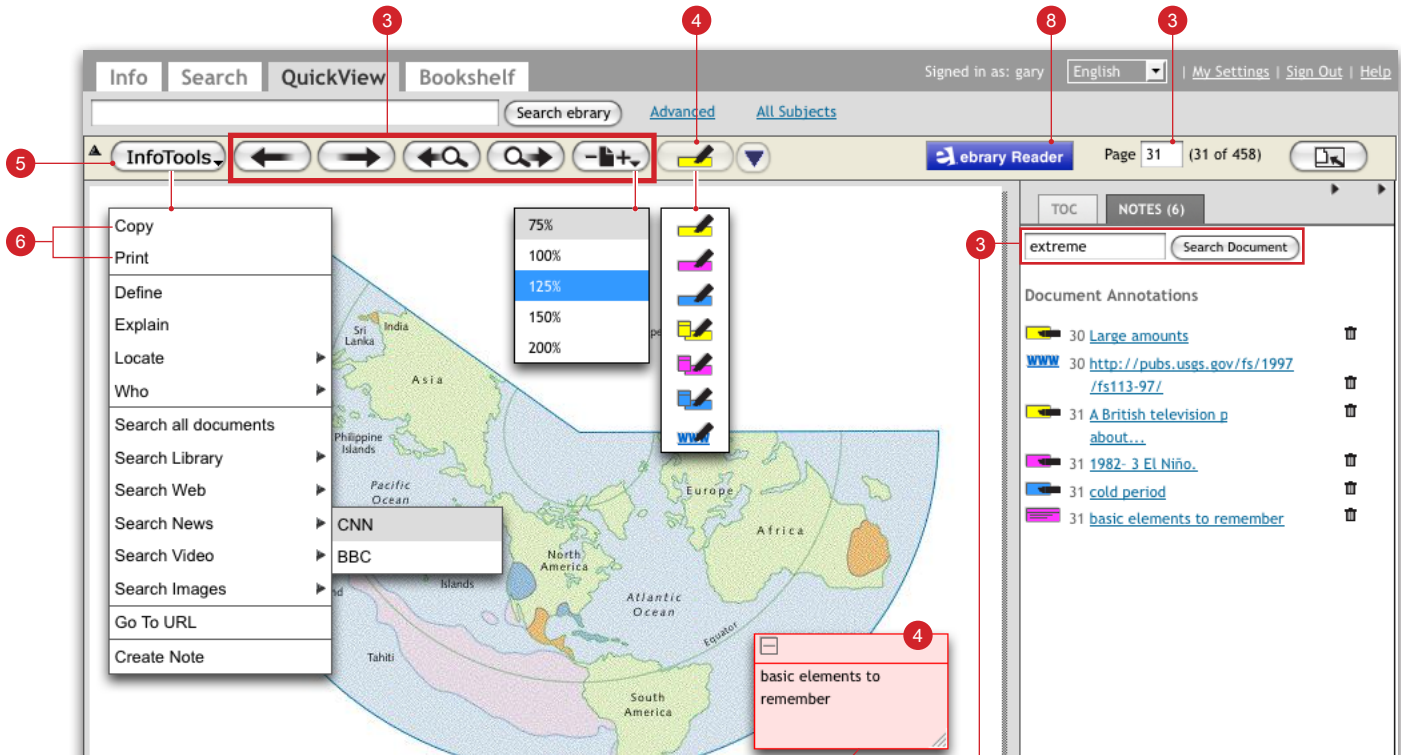 3
4
8
3
Info Search QuickView Bookshelf
Signed in as: gary English | My Settings | Sign Out | Help
Search ebrary Advanced All Subjects
5
InfoTools
ebrary Reader
Page 31 (31 of 458)
6
Copy
Print
Define
Explain
Locate
Who
Search all documents
Search Library
Search Web
Search News
Search Video
Search Images
Go To URL
Create Note
CNN
BBC
75%
100%
125%
150%
200%
www
Sri
Lanka
India
Asia
Philippine
Islands
Pacific
Ocean
Islands
Tahiti
North
America
Europe
Africa
Atlantic
Ocean
Equator
South
America
4
basic elements to
remember
TOC NOTES (6)
3
extreme Search Document
Document Annotations
30 Large amounts
www 30 http://pubs.usgs.gov/fs/1997
/fs113-97/
31 A British television p
about...
31 1982- 3 El Niño.
31 cold period
31 basic elements to remember